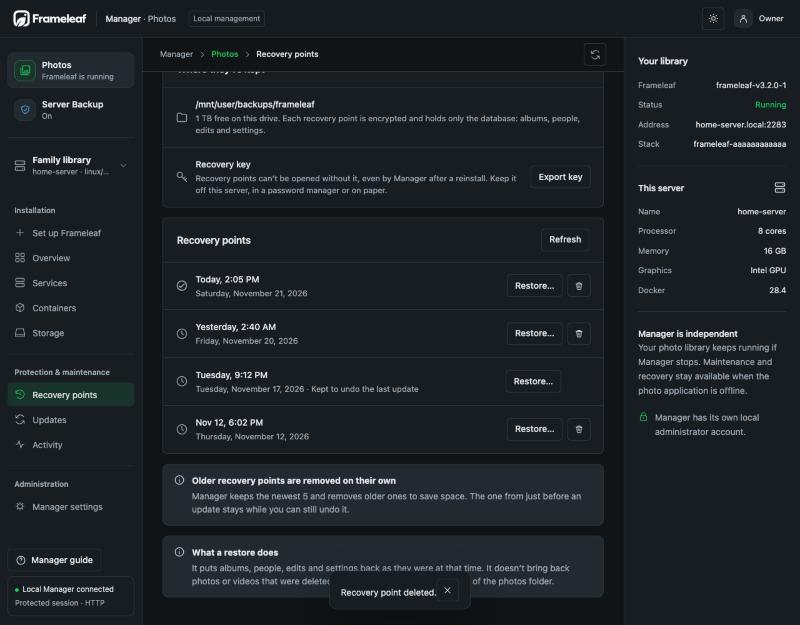 Frameleaf
Manager · Photos
Local management
Owner
Photos
Frameleaf is running
Server Backup
On
Family library
home-server · linux/...
Installation
Set up Frameleaf
Overview
Services
Containers
Storage
Protection & maintenance
Recovery points
Updates
Activity
Administration
Manager settings
Manager guide
Local Manager connected
Protected session · HTTP
Manager > Photos > Recovery points
/mnt/user/backups/frameleaf
1 TB free on this drive. Each recovery point is encrypted and holds only the database: albums, people,
edits and settings.
Recovery key
Recovery points can't be opened without it, even by Manager after a reinstall. Keep it
off this server, in a password manager or on paper.
Export key
Recovery points
Refresh
Today, 2:05 PM
Saturday, November 21, 2026
Restore...
Yesterday, 2:40 AM
Friday, November 20, 2026
Restore...
Tuesday, 9:12 PM
Tuesday, November 17, 2026 · Kept to undo the last update
Restore...
Nov 12, 6:02 PM
Thursday, November 12, 2026
Restore...
Older recovery points are removed on their own
Manager keeps the newest 5 and removes older ones to save space. The one from just before an
update stays while you can still undo it.
What a restore does
It puts albums, people, edits and settings back as they were at that time. It doesn't bring back
photos or videos that were deleted of the photos folder.
Recovery point deleted.
Your library
Frameleaf frameleaf-v3.2.0-1
Status Running
Address home-server.local:2283
Stack frameleaf-aaaaaaaaaaaa
This server
Name home-server
Processor 8 cores
Memory 16 GB
Graphics Intel GPU
Docker 28.4
Manager is independent
Your photo library keeps running if
Manager stops. Maintenance and
recovery stay available when the
photo application is offline.
Manager has its own local
administrator account.